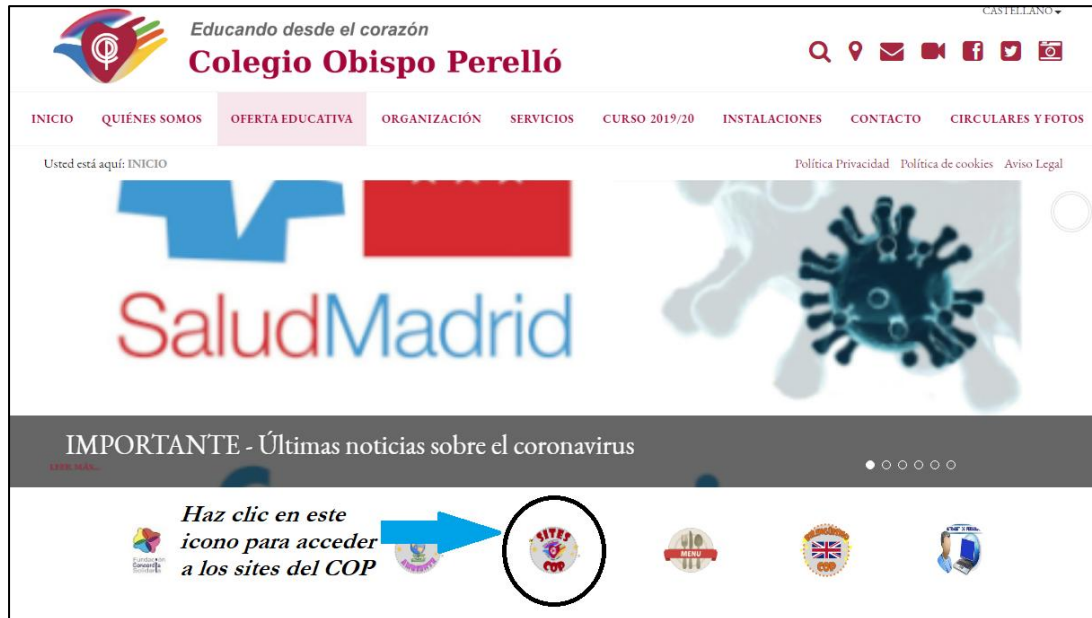 CASTELLANO
Educando desde el corazón
Colegio Obispo Perelló
INICIO QUIÉNES SOMOS OFERTA EDUCATIVA ORGANIZACIÓN SERVICIOS CURSO 2019/20 INSTALACIONES CONTACTO CIRCULARES Y FOTOS
Usted está aquí: INICIO Política Privacidad Política de cookies Aviso Legal
SaludMadrid
IMPORTANTE - Últimas noticias sobre el coronavirus
LEER MÁS...
Haz clic en este
icono para acceder
a los sites del COP
Fundación
Concordia
Solidaria
SITES
COP
MENU
COP